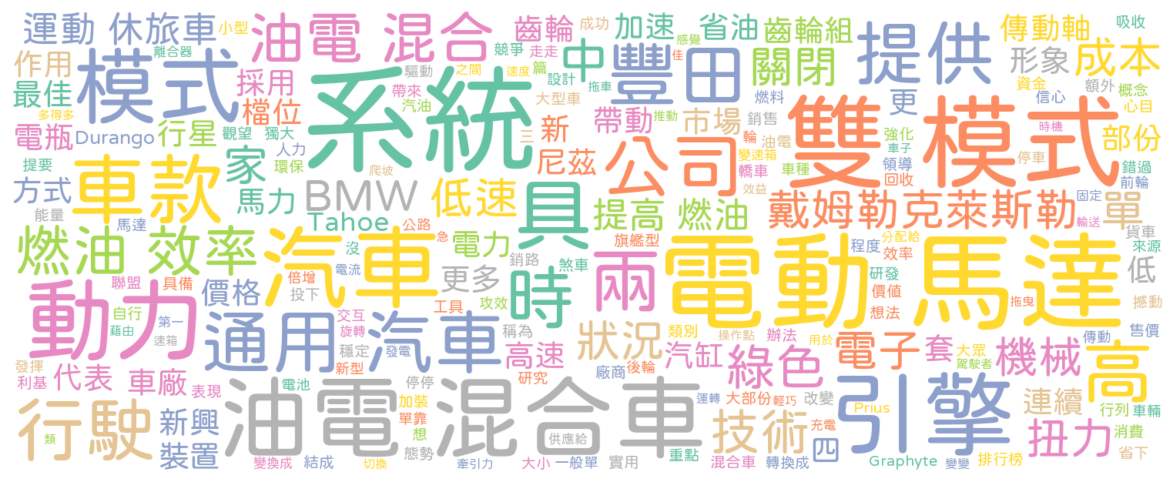 運動 休旅車 小型 油電 混合 齒輪 成功 加速 省油 齒輪組 傳動軸 吸收
離合器 競爭 走走 感覺 豐田 提供 成本
作用 模式 採用 驅動 之間 速度 篇 中 設計 拖車 佳 關閉 形象 資金 額外 概念
最佳 檔位 帶來 汽油 大型車 燃料 更 信心 心目
多得多 電瓶 Durango 行星 觀望 獨大 系統 三 新 帶動 推動 市場 銷售 雙 模式 時機 部份
提要 人力 環保 家 爬坡 尼茲 公司 輪 油電 變速箱 強化 車子 停車 錯過
方式 車款 馬力 BMW 低速 轎車 車種 領導 回收 前輪
能量 Tahoe 具 提高 燃油 效益 戴姆勒克萊斯勒 固定 單 輸送
馬達 公路 旗艦型 分配給 貨車
燃油 效率 沒 急 電力 銷路 煞車 兩 電動 馬達 程度 效率 來源
聯盟 具備 倍增 電流 汽車 更多 時 研發 低
動力 價格 投下 工具 攻效 價值 拖曳 撼動
自行 藉由 第一 交互 旋轉 稱為 狀況 類別 操作點 辦法 想法 用於 傳動 售價
速箱 通用 汽車 發電 穩定 新型 高速 後輪 汽缸 綠色 電子 套 大眾 駕駛者 機械 高
發揮 利基 代表 車廠 表現 電池 停停 研究 廠商 大部份 輕巧 改變 引擎 Prius 連續 行列 車輛
行駛 新興 裝置 油電 混合車 加裝 單靠 運轉 充電 技術 四 扭力 消費
類 想 態勢 供應給 重點 省下
變換成 結成 切換 牽引力 大小 一般單 實用 混合車 轉換成 Graphyte 變變 排行榜